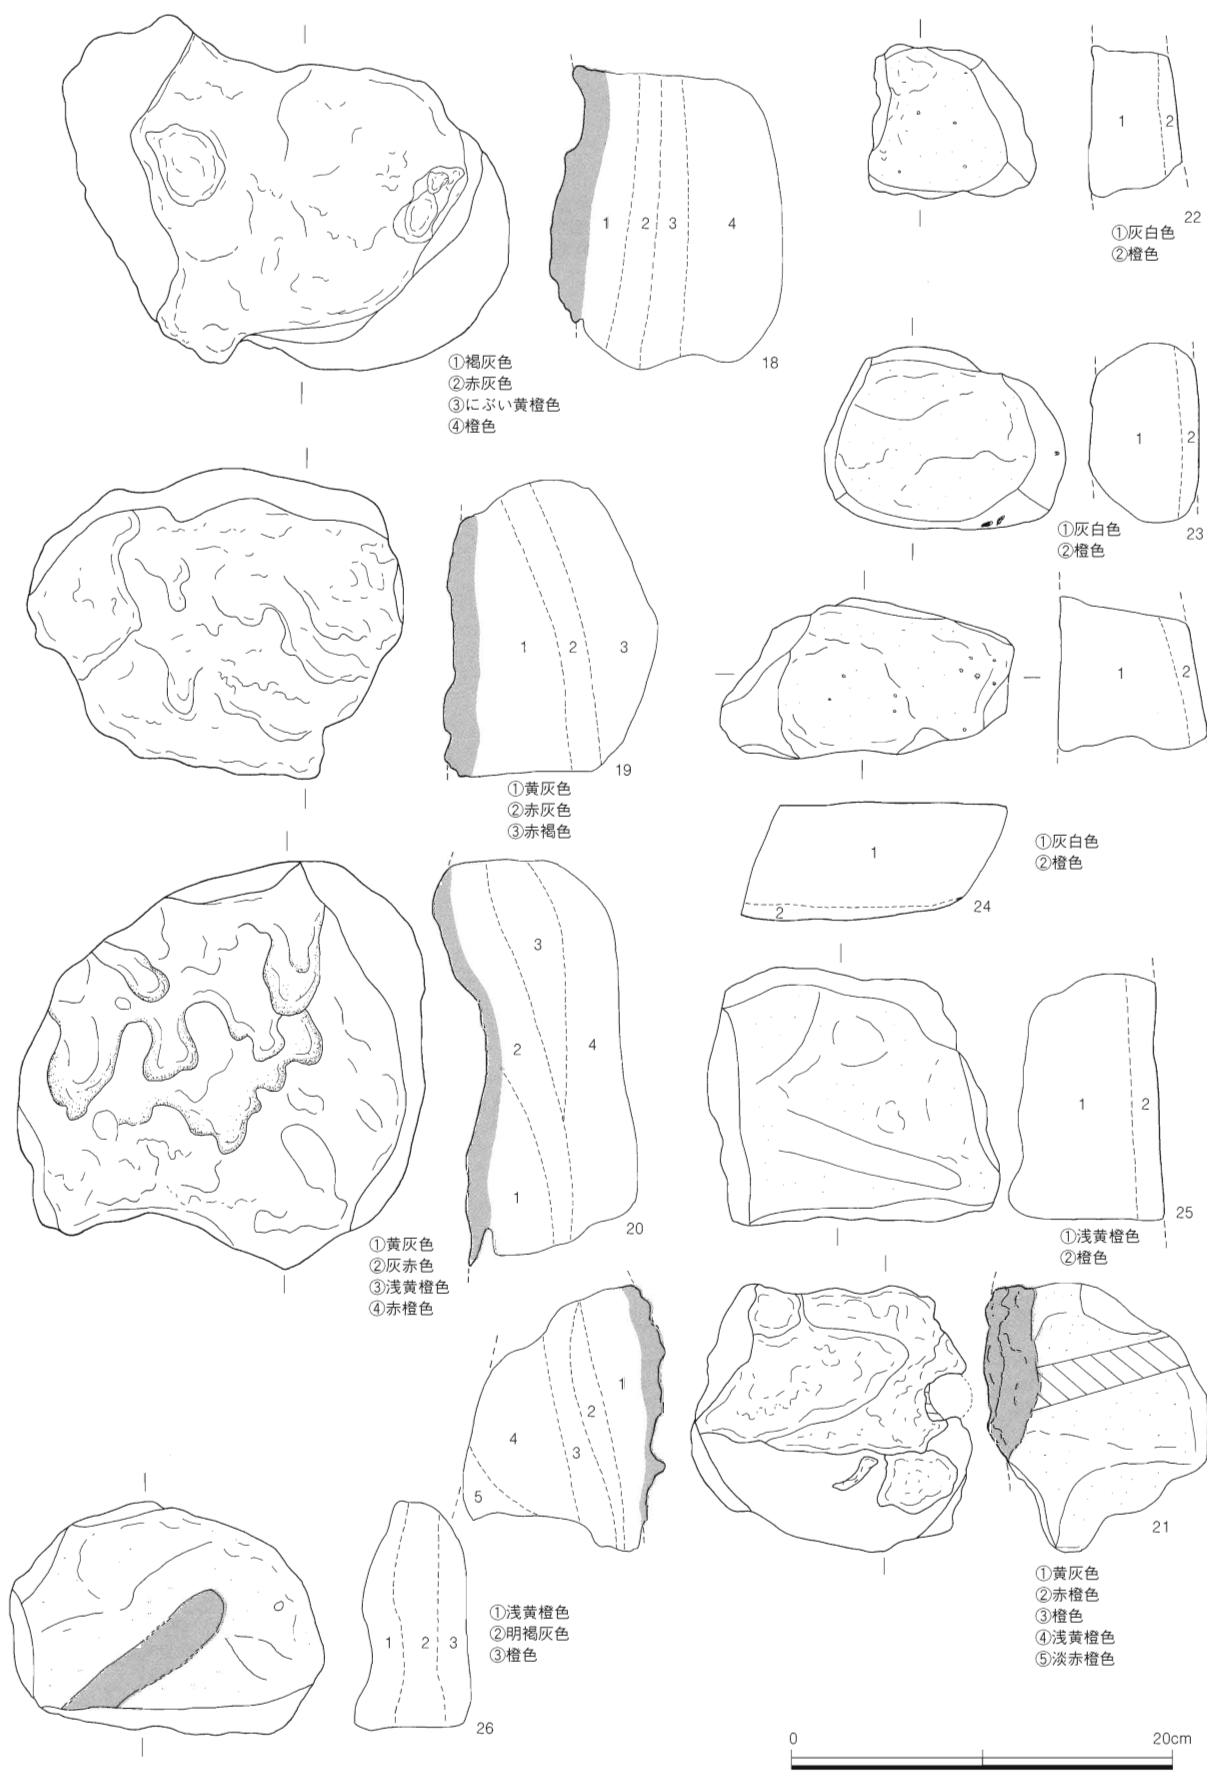 1 2 3 4
18
①褐灰色
②赤灰色
③にぶい黄橙色
④橙色
1 2
22
①灰白色
②橙色
1 2
23
①灰白色
②橙色
1 2 3
19
①黄灰色
②赤灰色
③赤褐色
1 2
1
2
24
①灰白色
②橙色
3
2 4
1
20
①黄灰色
②灰赤色
③浅黄橙色
④赤橙色
1 2
25
①浅黄橙色
②橙色
1
2
4 3
5
21
①黄灰色
②赤橙色
③橙色
④浅黄橙色
⑤淡赤橙色
1 2 3
26
①浅黄橙色
②明褐灰色
③橙色
0 20cm